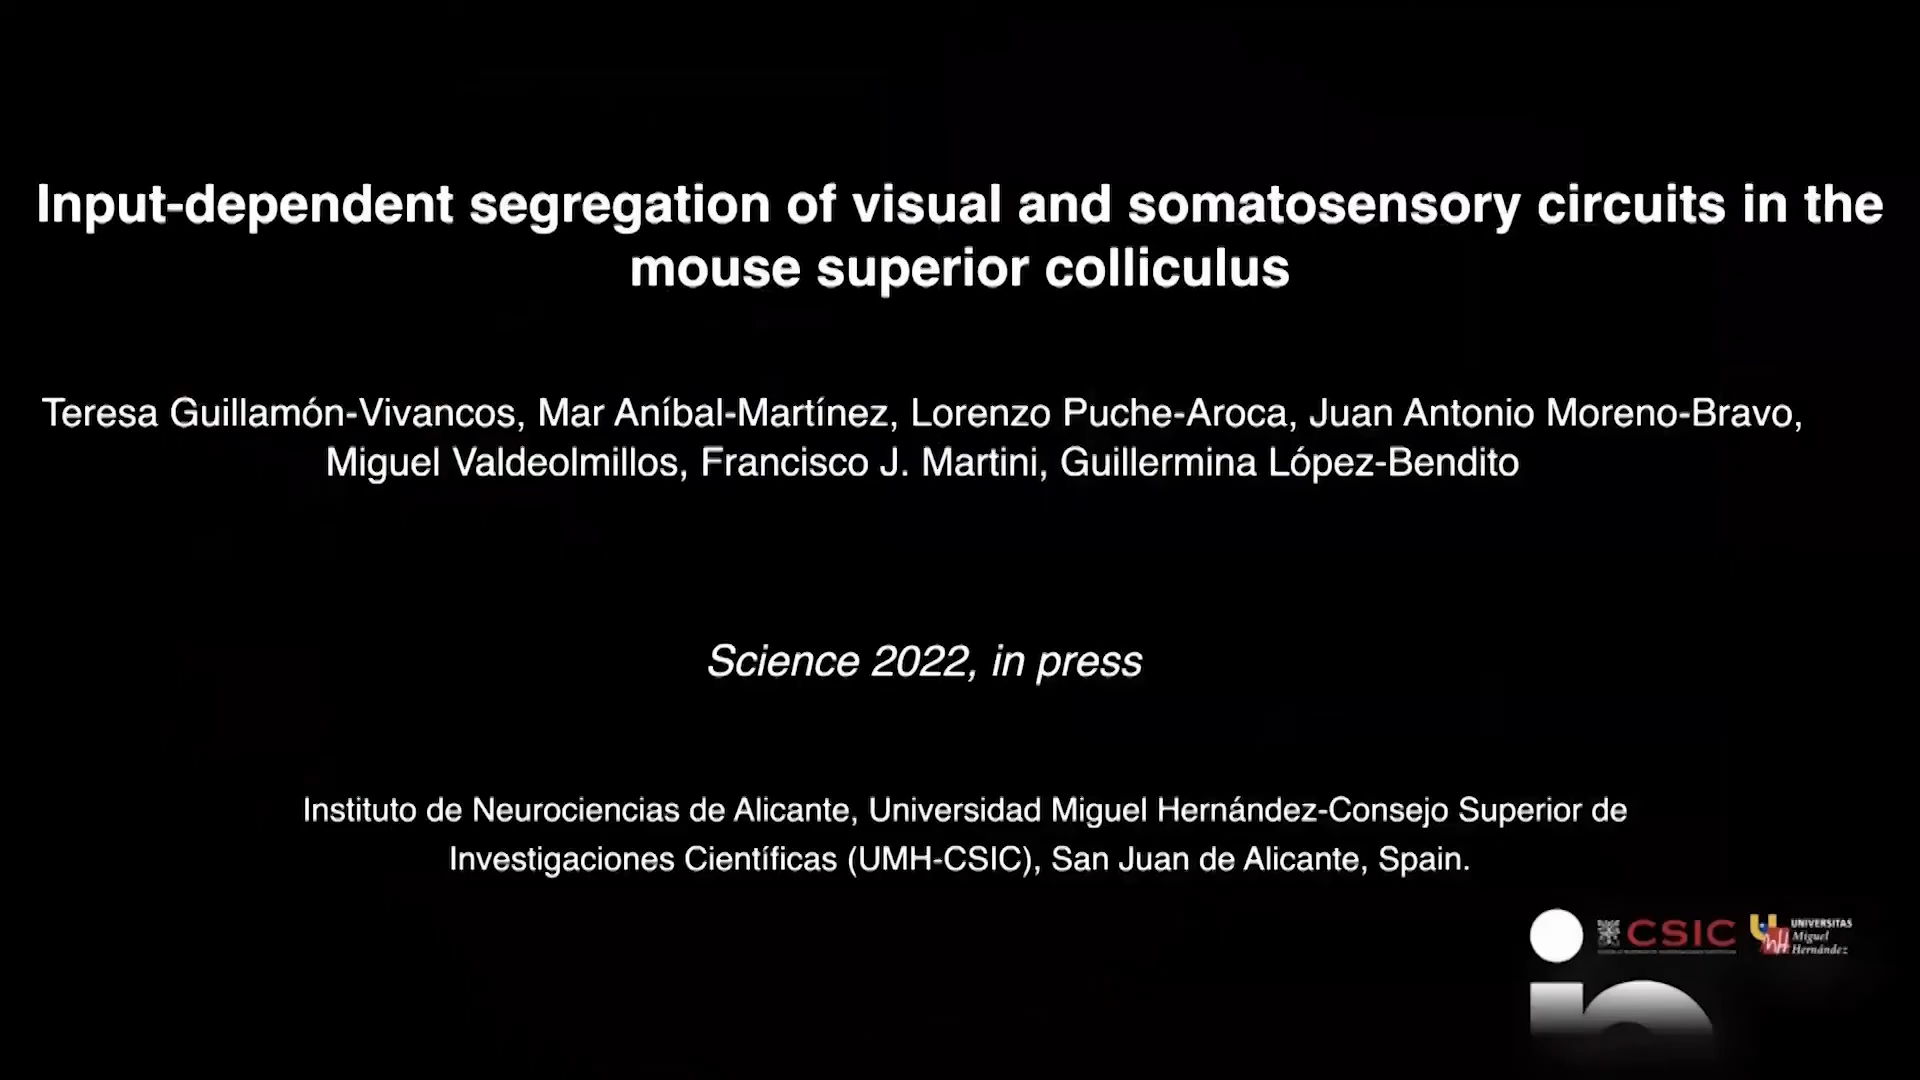 Input-dependent segregation of visual and somatosensory circuits in the
mouse superior colliculus
Teresa Guillamón-Vivancos, Mar Aníbal-Martínez, Lorenzo Puche-Aroca, Juan Antonio Moreno-Bravo,
Miguel Valdeolmillos, Francisco J. Martini, Guillermina López-Bendito
Science 2022, in press
Instituto de Neurociencias de Alicante, Universidad Miguel Hernández-Consejo Superior de
Investigaciones Científicas (UMH-CSIC), San Juan de Alicante, Spain.
in
CSIC
UNIVERSITAS
Miguel
Hernández